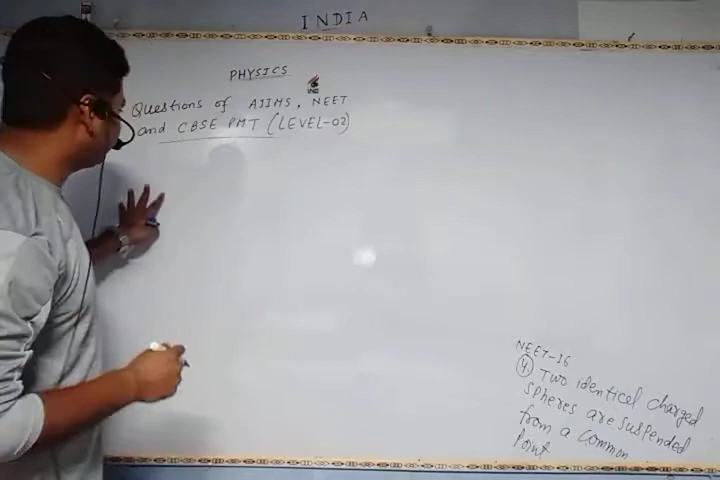 INDIA
PHYSICS
Questions of AIIMS, NEET
and CBSE PMT (LEVEL-02)
NEET-16
(4) Two identicel charged
spheres are suspended
from a common
Point